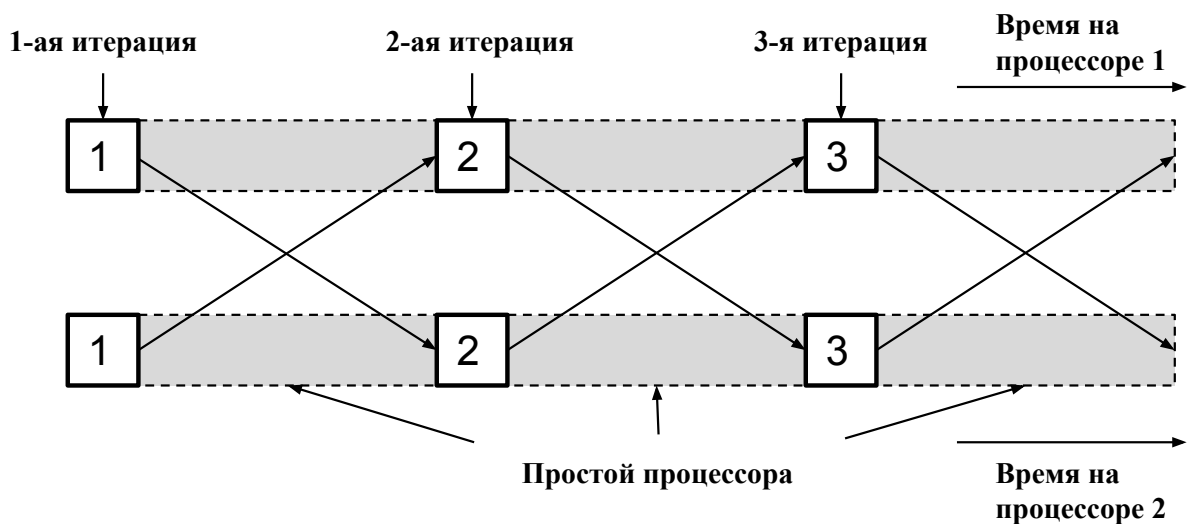 1-ая итерация
2-ая итерация
3-я итерация
Время на
процессоре 1
1
2
3
1
2
3
Простой процессора
Время на
процессоре 2